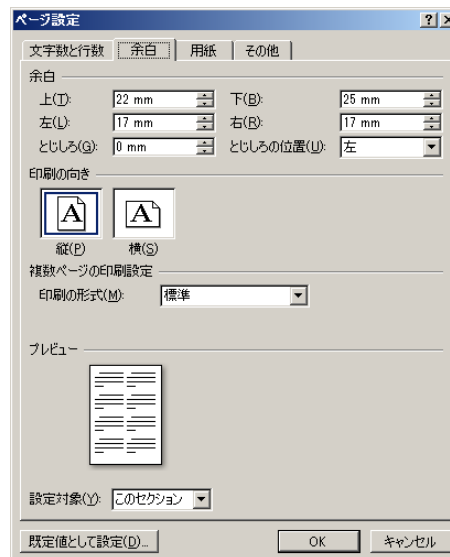 ページ設定
文字数と行数 余白 用紙 その他
余白
上(T): 22 mm 下(B): 25 mm
左(L): 17 mm 右(R): 17 mm
とじしろ(G): 0 mm とじしろの位置(U): 左
印刷の向き
A A
縦(P) 横(S)
複数ページの印刷設定
印刷の形式(M): 標準
プレビュー
設定対象(Y): このセクション
既定値として設定(D)... OK キャンセル